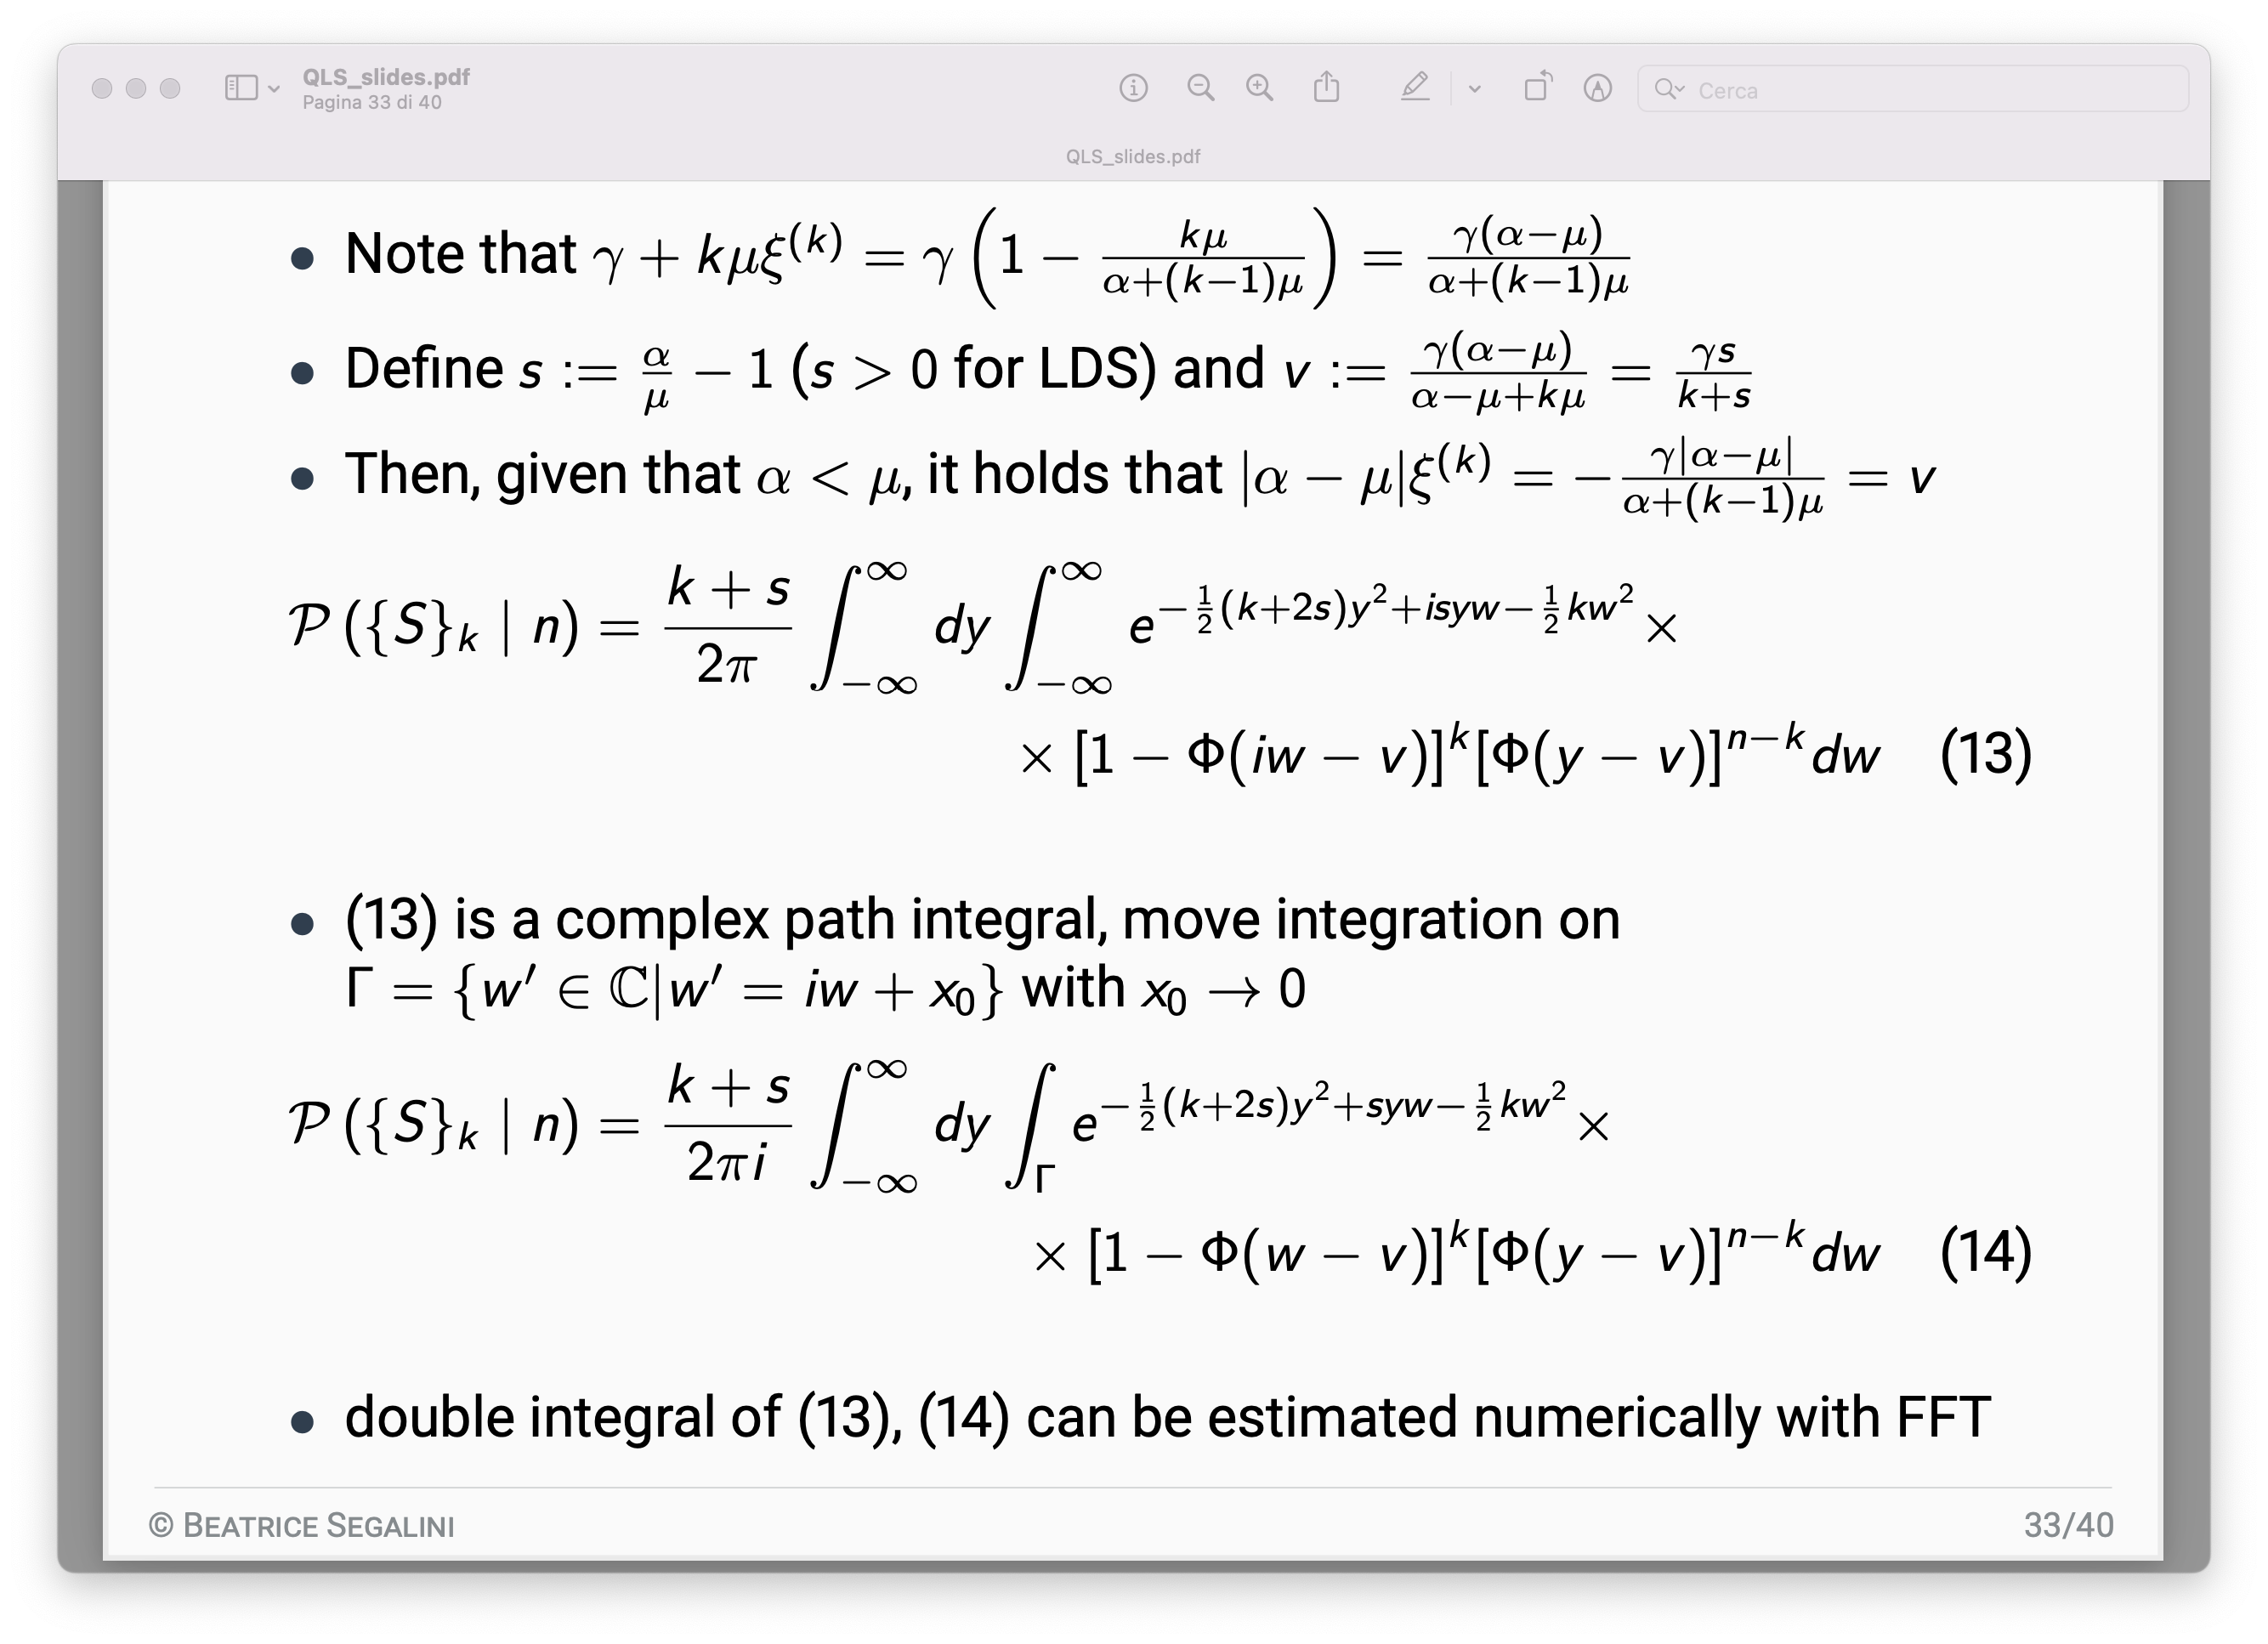 QLS_slides.pdf
Pagina 33 di 40
Cerca
QLS_slides.pdf
• Note that γ + kμξ^(k) = γ (1 − kμ/(α+(k−1)μ)) = γ(α−μ)/(α+(k−1)μ)
• Define s := α/μ − 1 (s > 0 for LDS) and v := γ(α−μ)/(α−μ+kμ) = γs/(k+s)
• Then, given that α < μ, it holds that |α − μ|ξ^(k) = −γ|α−μ|/(α+(k−1)μ) = v
𝒫 ({S}_k | n) = (k + s)/(2π) ∫_{−∞}^{∞} dy ∫_{−∞}^{∞} e^{−½(k+2s)y²+isyw−½kw²} ×
× [1 − Φ(iw − v)]^k [Φ(y − v)]^{n−k} dw (13)
• (13) is a complex path integral, move integration on
Γ = {w′ ∈ ℂ|w′ = iw + x₀} with x₀ → 0
𝒫 ({S}_k | n) = (k + s)/(2πi) ∫_{−∞}^{∞} dy ∫_Γ e^{−½(k+2s)y²+syw−½kw²} ×
× [1 − Φ(w − v)]^k [Φ(y − v)]^{n−k} dw (14)
• double integral of (13), (14) can be estimated numerically with FFT
© BEATRICE SEGALINI
33/40